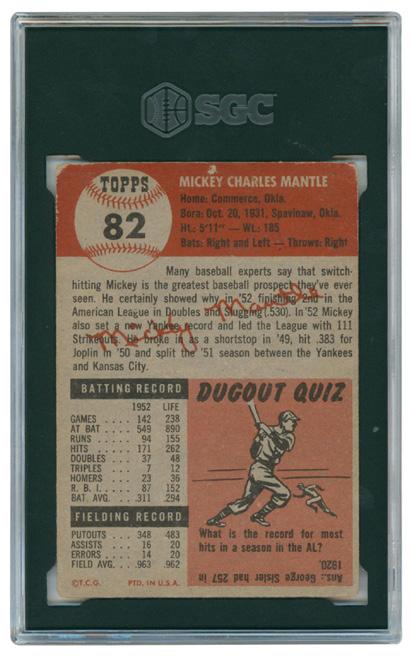 SGC
TOPPS
82
MICKEY CHARLES MANTLE
Home: Commerce, Okla.
Born: Oct. 20, 1931, Spavinaw, Okla.
Ht.: 5'11" — Wt.: 185
Bats: Right and Left — Throws: Right
Many baseball experts say that switch-
hitting Mickey is the greatest baseball prospect they've
ever seen. He certainly showed why in '52 finishing 2nd in the
American League in Doubles and Slugging (.530). In '52 Mickey
also set a new Yankee record and led the League with 111
Strikeouts. He broke in as a shortstop in '49, hit .383 for
Joplin in '50 and split the '51 season between the Yankees
and Kansas City.
Mickey Mantle
BATTING RECORD
1952 LIFE
GAMES .... 142 238
AT BAT .... 549 890
RUNS .... 94 155
HITS .... 171 262
DOUBLES .. 37 48
TRIPLES ... 7 12
HOMERS .. 23 36
R. B. I. .... 87 152
BAT. AVG. . .311 .294
FIELDING RECORD
PUTOUTS .. 348 483
ASSISTS ... 16 20
ERRORS ... 14 20
FIELD AVG. . .963 .962
©T.C.G. PTD. IN U.S.A.
DUGOUT QUIZ
What is the record for most
hits in a season in the AL?
Ans.: George Sisler had 257 in
1920.